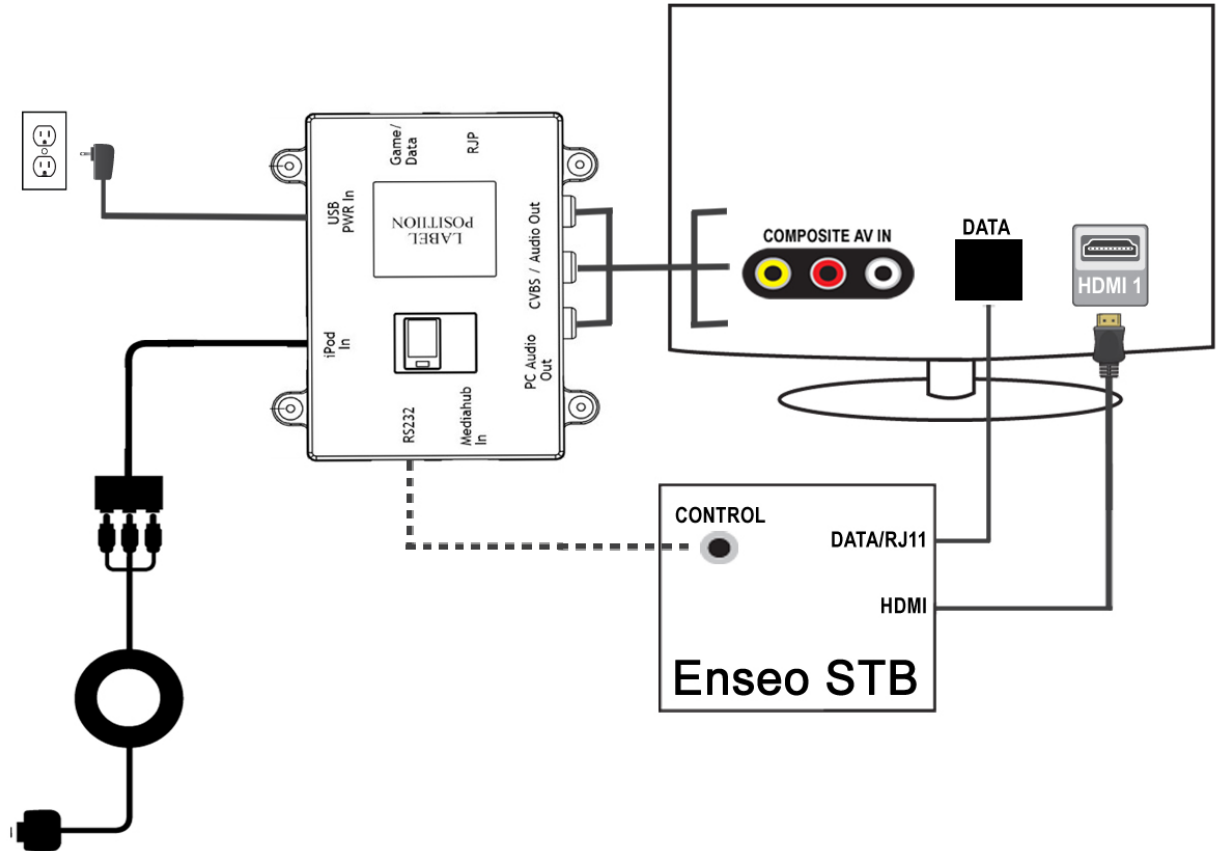 Game/
Data
RJP
USB
PWR In
LABEL
POSITTION
CVBS / Audio Out
iPod
In
PC Audio
Out
RS232
Mediahub
In
COMPOSITE AV IN
DATA
HDMI 1
CONTROL
DATA/RJ11
HDMI
Enseo STB